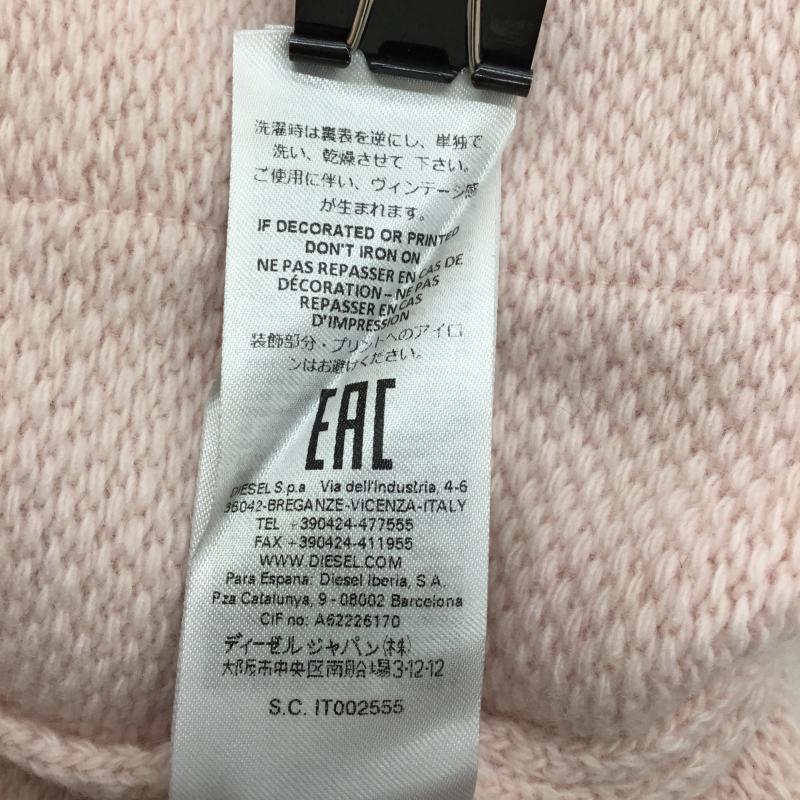 洗濯時は裏表を逆にし、単独で
洗い、乾燥させて 下さい。
ご使用に伴い、ヴィンテージ感
が生まれます。
IF DECORATED OR PRINTED
DON'T IRON ON
NE PAS REPASSER EN CAS DE
DÉCORATION – NE PAS
REPASSER EN CAS
D'IMPRESSION
装飾部分・プリントへのアイロ
ンはお避けください。
EAC
DIESEL S.p.a Via dell'Industria, 4-6
36042-BREGANZE-VICENZA-ITALY
TEL +390424-477555
FAX +390424-411955
WWW.DIESEL.COM
Para Espana: Diesel Iberia, S.A.
Pza Catalunya, 9 - 08002 Barcelona
CIF no: A62226170
ディーゼル ジャパン(株)
大阪市中央区南船場3-12-12
S.C. IT002555